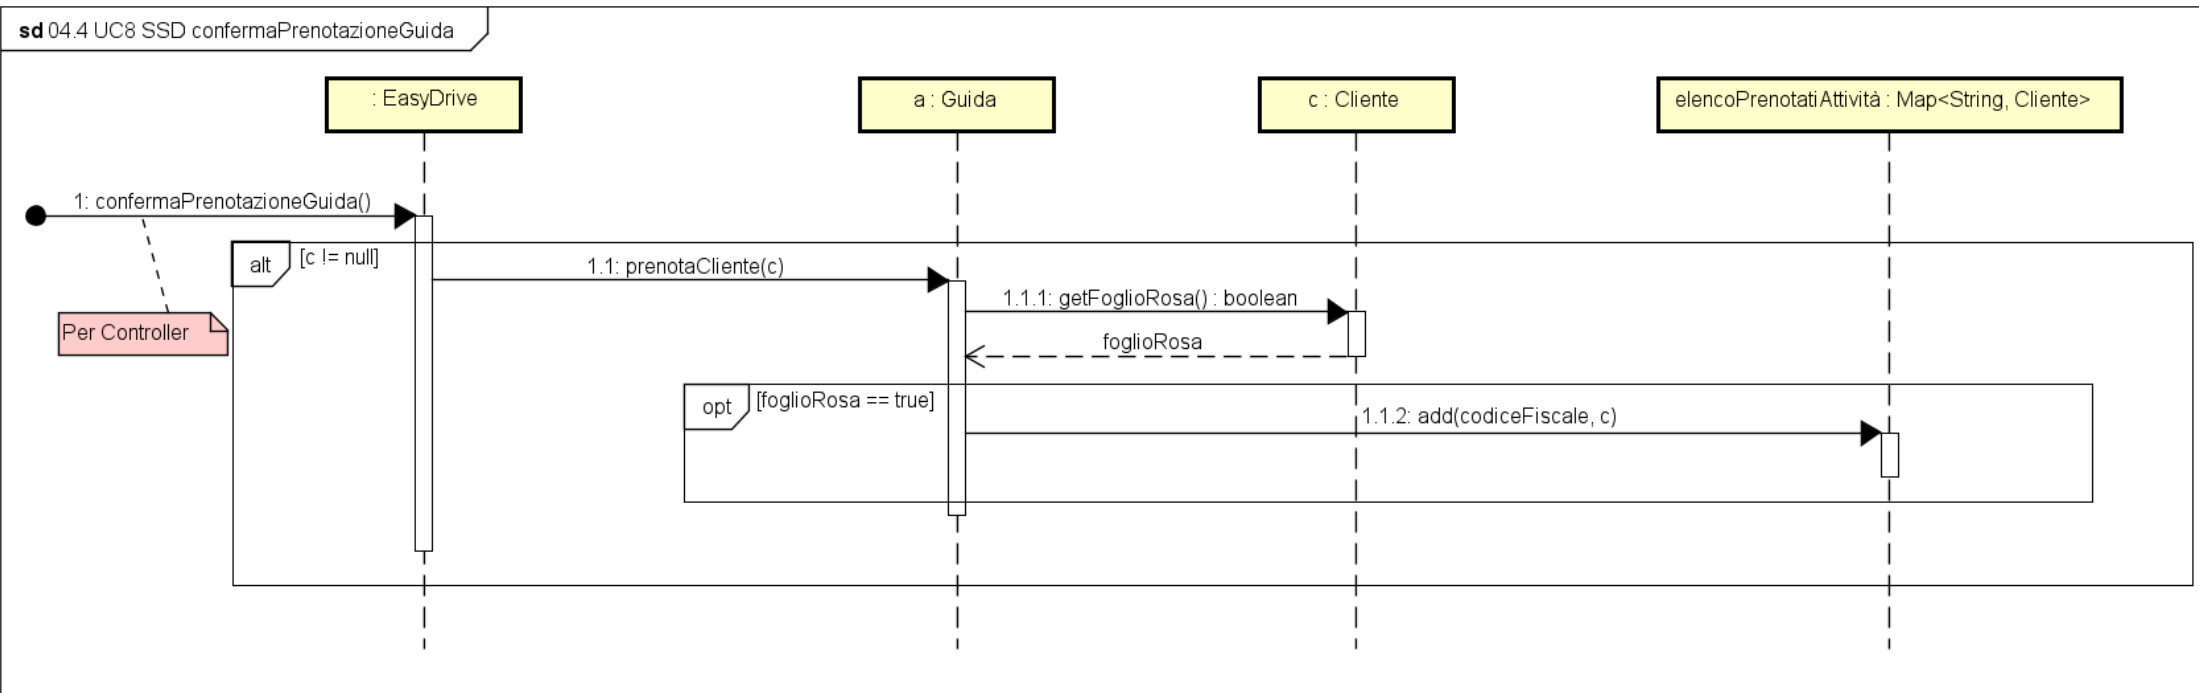 sd 04.4 UC8 SSD confermaPrenotazioneGuida
: EasyDrive
a : Guida
c : Cliente
elencoPrenotatiAttività : Map<String, Cliente>
1: confermaPrenotazioneGuida()
alt
[c != null]
1.1: prenotaCliente(c)
1.1.1: getFoglioRosa() : boolean
Per Controller
foglioRosa
opt
[foglioRosa == true]
1.1.2: add(codiceFiscale, c)